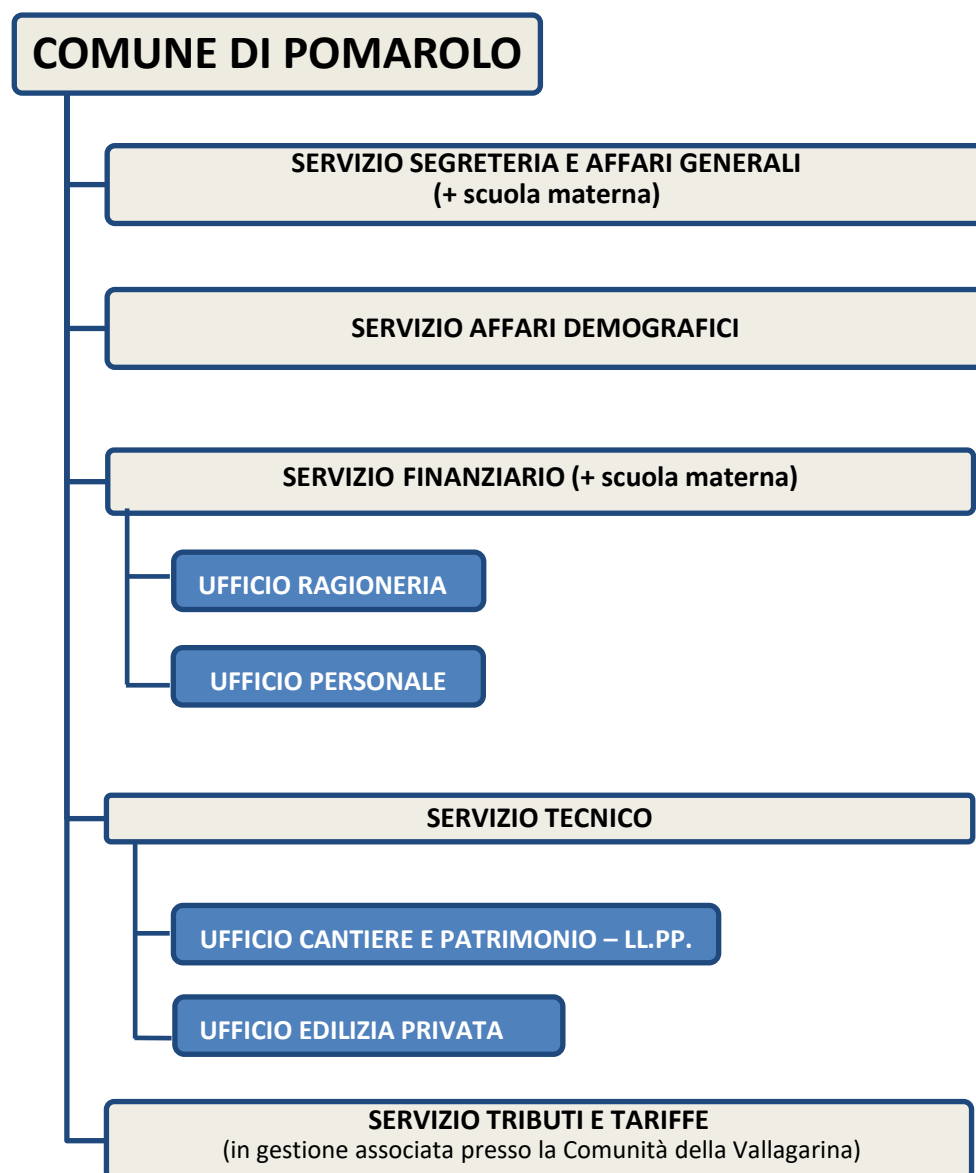 COMUNE DI POMAROLO
SERVIZIO SEGRETERIA E AFFARI GENERALI
(+ scuola materna)
SERVIZIO AFFARI DEMOGRAFICI
SERVIZIO FINANZIARIO (+ scuola materna)
UFFICIO RAGIONERIA
UFFICIO PERSONALE
SERVIZIO TECNICO
UFFICIO CANTIERE E PATRIMONIO – LL.PP.
UFFICIO EDILIZIA PRIVATA
SERVIZIO TRIBUTI E TARIFFE
(in gestione associata presso la Comunità della Vallagarina)